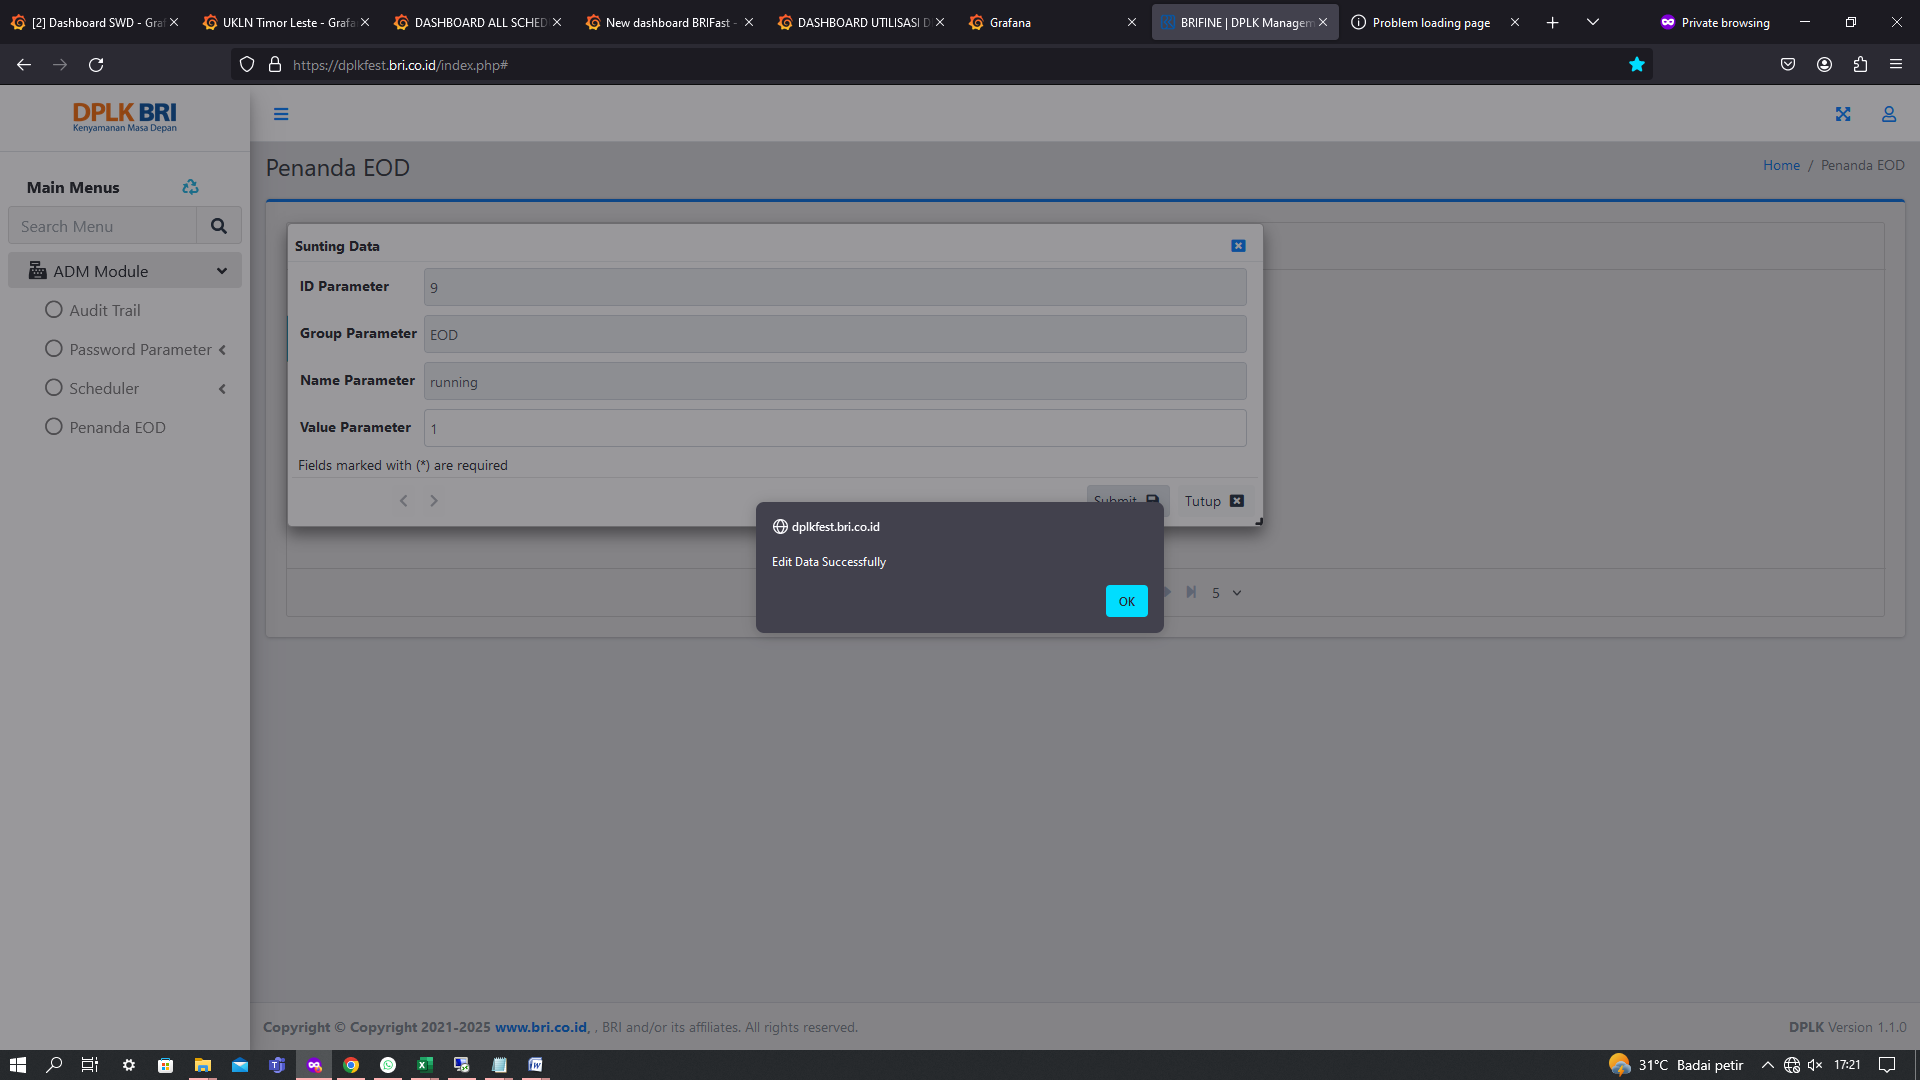 [2] Dashboard SWD - Graf
UKLN Timor Leste - Grafa
DASHBOARD ALL SCHED
New dashboard BRIFast -
DASHBOARD UTILISASI D
Grafana
BRIFINE | DPLK Managem
Problem loading page
Private browsing
https://dplkfest.bri.co.id/index.php#
DPLK BRI
Kenyamanan Masa Depan
Main Menus
Search Menu
ADM Module
Audit Trail
Password Parameter
Scheduler
Penanda EOD
Penanda EOD
Home / Penanda EOD
Sunting Data
ID Parameter 9
Group Parameter EOD
Name Parameter running
Value Parameter 1
Fields marked with (*) are required
Submit Tutup
dplkfest.bri.co.id
Edit Data Successfully
OK
5
Copyright © Copyright 2021-2025 www.bri.co.id, , BRI and/or its affiliates. All rights reserved.
DPLK Version 1.1.0
31°C Badai petir
17:21